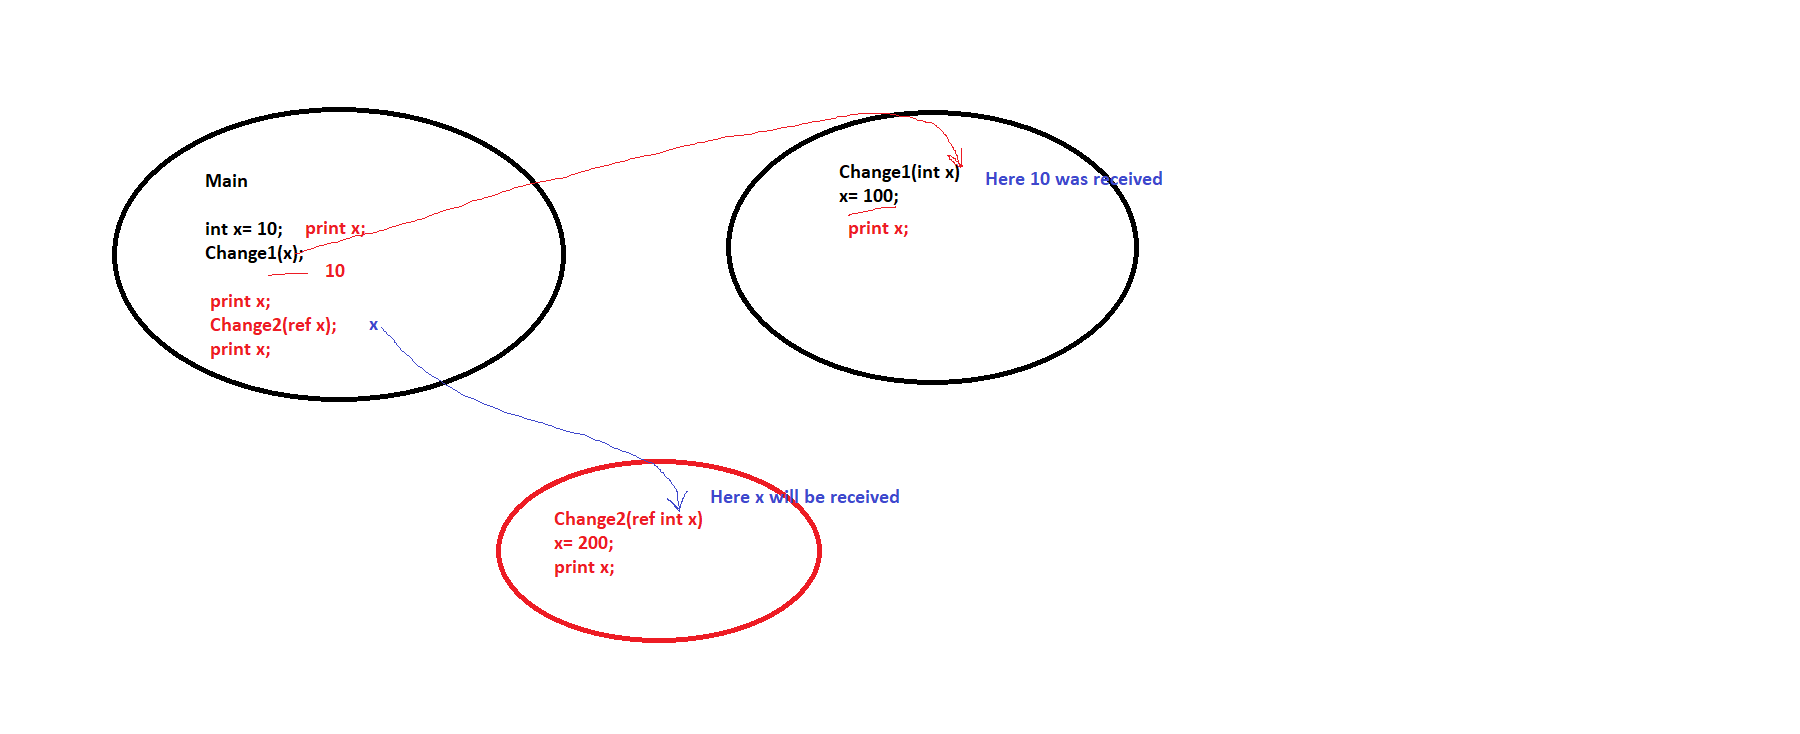 Main
int x= 10; print x;
Change1(x);
10
print x;
Change2(ref x); x
print x;
Change1(int x)
Here 10 was received
x= 100;
print x;
Here x will be received
Change2(ref int x)
x= 200;
print x;